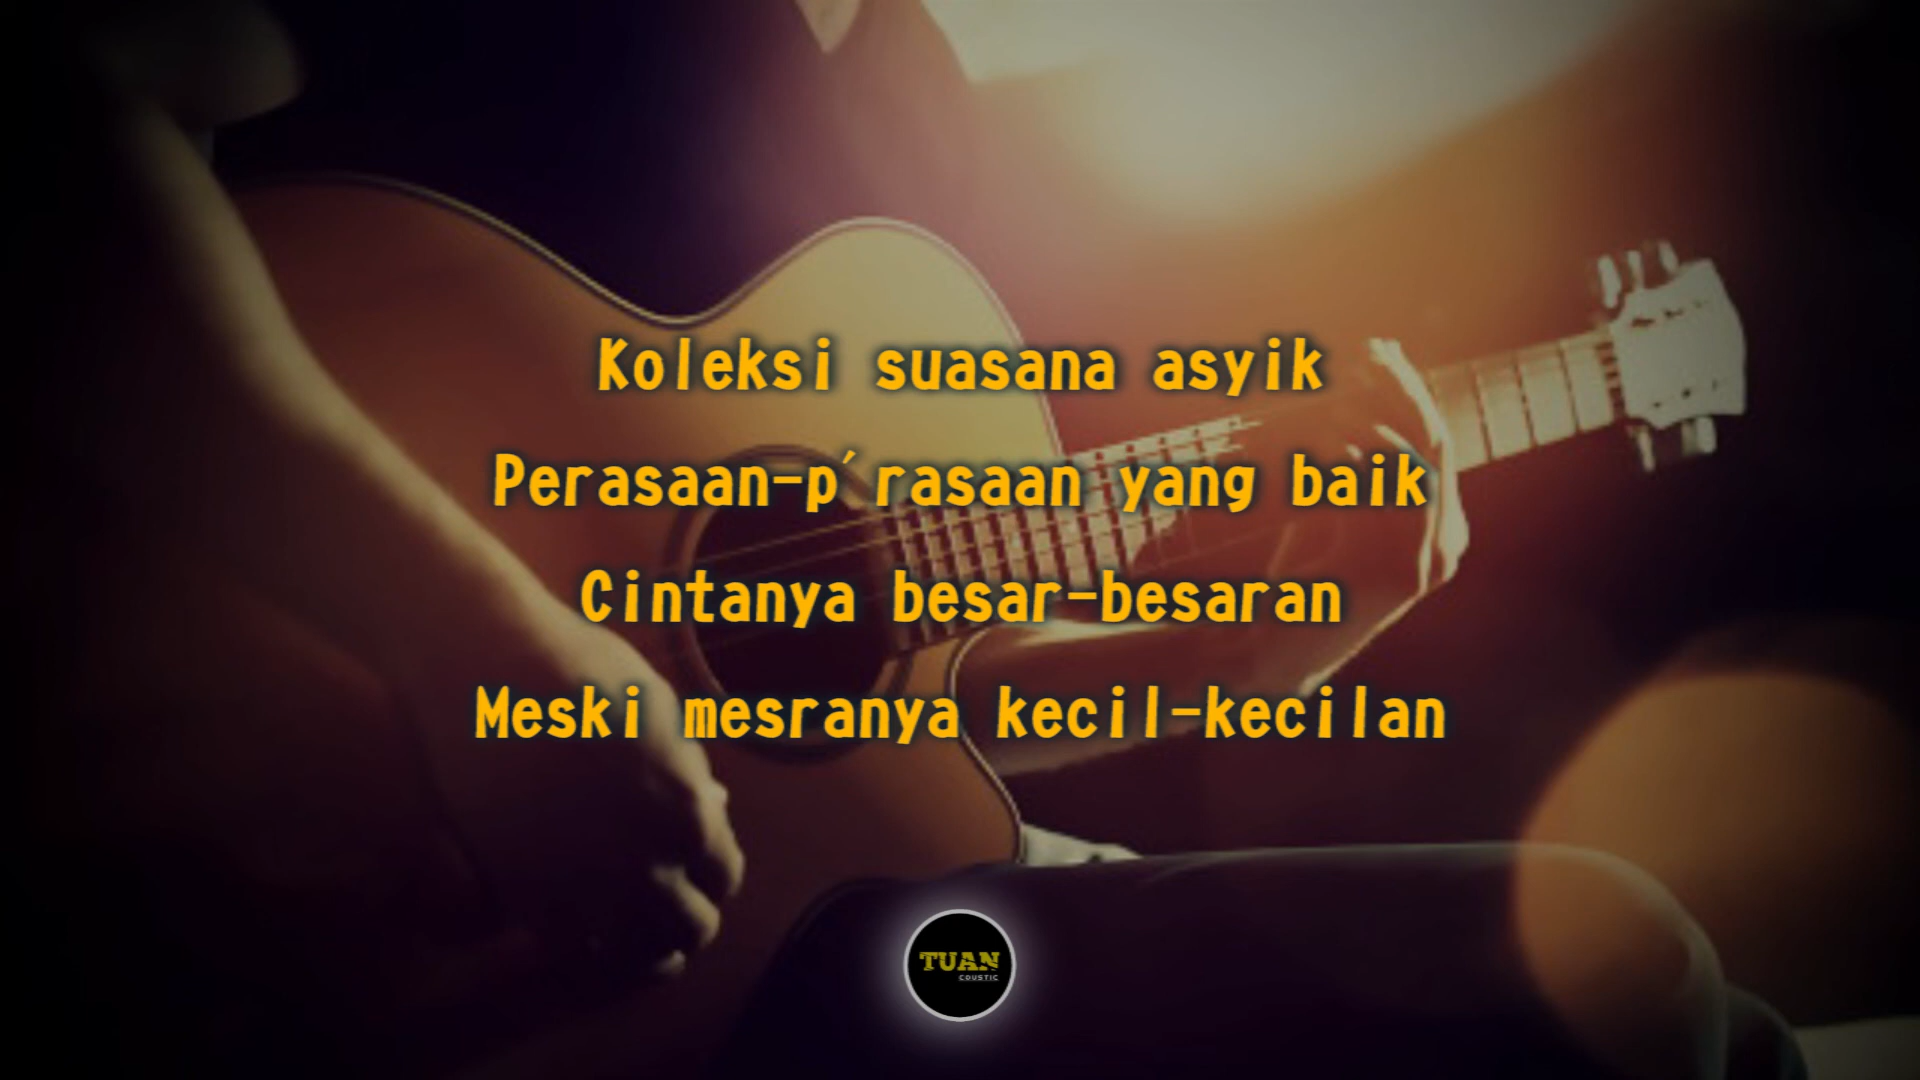 Koleksi suasana asyik
Perasaan-p´rasaan yang baik
Cintanya besar-besaran
Meski mesranya kecil-kecilan
TUAN
COUSTIC